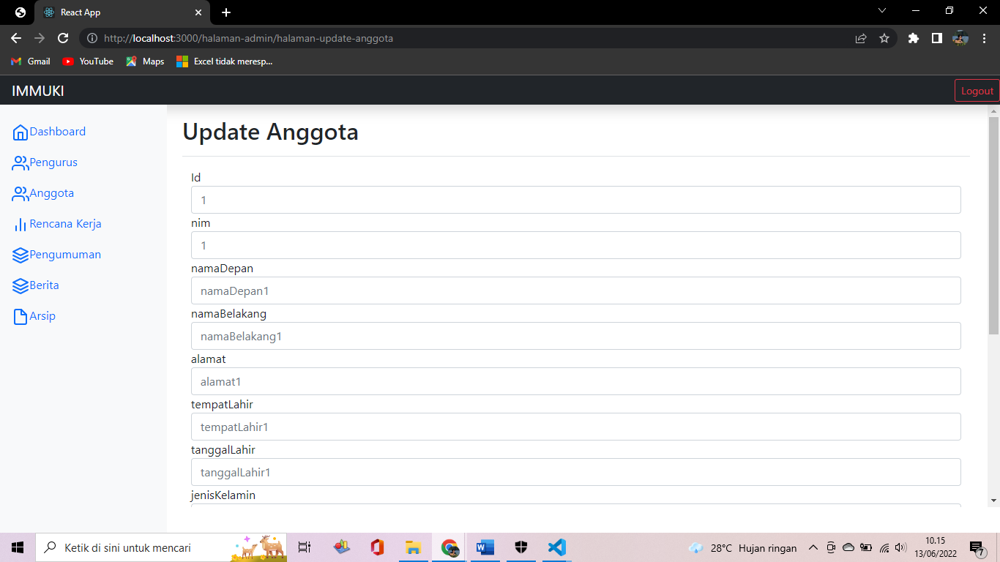 React App
http://localhost:3000/halaman-admin/halaman-update-anggota
Gmail YouTube Maps Excel tidak meresp...
IMMUKI Logout
Dashboard
Pengurus
Anggota
Rencana Kerja
Pengumuman
Berita
Arsip
Update Anggota
Id
1
nim
1
namaDepan
namaDepan1
namaBelakang
namaBelakang1
alamat
alamat1
tempatLahir
tempatLahir1
tanggalLahir
tanggalLahir1
jenisKelamin
Ketik di sini untuk mencari
28°C Hujan ringan
10.15
13/06/2022
7